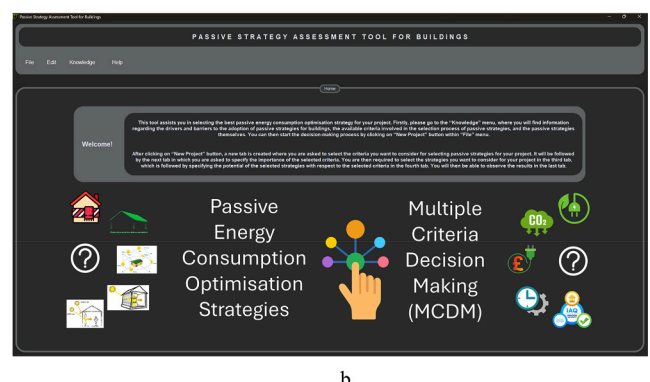 Passive Strategy Assessment Tool for Buildings
PASSIVE STRATEGY ASSESSMENT TOOL FOR BUILDINGS
File Edit Knowledge Help
Home
Welcome!
This tool assists you in selecting the best passive energy consumption optimisation strategy for your project. Firstly, please go to the "Knowledge" menu, where you will find information
regarding the drivers and barriers to the adoption of passive strategies for buildings, the available criteria involved in the selection process of passive strategies, and the passive strategies
themselves. You can then start the decision-making process by clicking on "New Project" button within "File" menu.
After clicking on "New Project" button, a new tab is created where you are asked to select the criteria you want to consider for selecting passive strategies for your project. It will be followed
by the next tab in which you are asked to specify the importance of the selected criteria. You are then required to select the strategies you want to consider for your project in the third tab,
which is followed by specifying the potential of the selected strategies with respect to the selected criteria in the fourth tab. You will then be able to observe the results in the last tab.
Passive
Energy
Consumption
Optimisation
Strategies
Multiple
Criteria
Decision
Making
(MCDM)
CO₂
£
IAQ
?
?
b